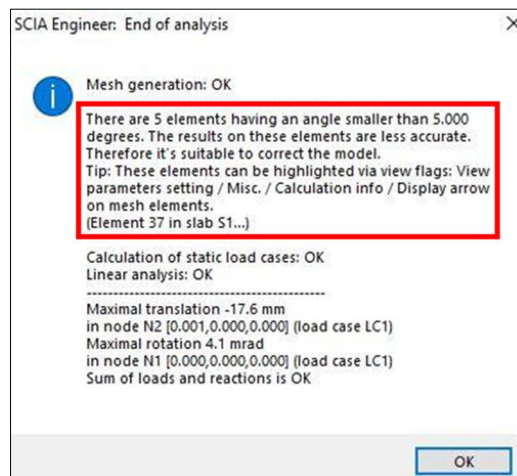 SCIA Engineer: End of analysis
Mesh generation: OK
There are 5 elements having an angle smaller than 5.000
degrees. The results on these elements are less accurate.
Therefore it's suitable to correct the model.
Tip: These elements can be highlighted via view flags: View
parameters setting / Misc. / Calculation info / Display arrow
on mesh elements.
(Element 37 in slab S1...)
Calculation of static load cases: OK
Linear analysis: OK
----------------------------------------
Maximal translation -17.6 mm
in node N2 [0.001,0.000,0.000] (load case LC1)
Maximal rotation 4.1 mrad
in node N1 [0.000,0.000,0.000] (load case LC1)
Sum of loads and reactions is OK
OK